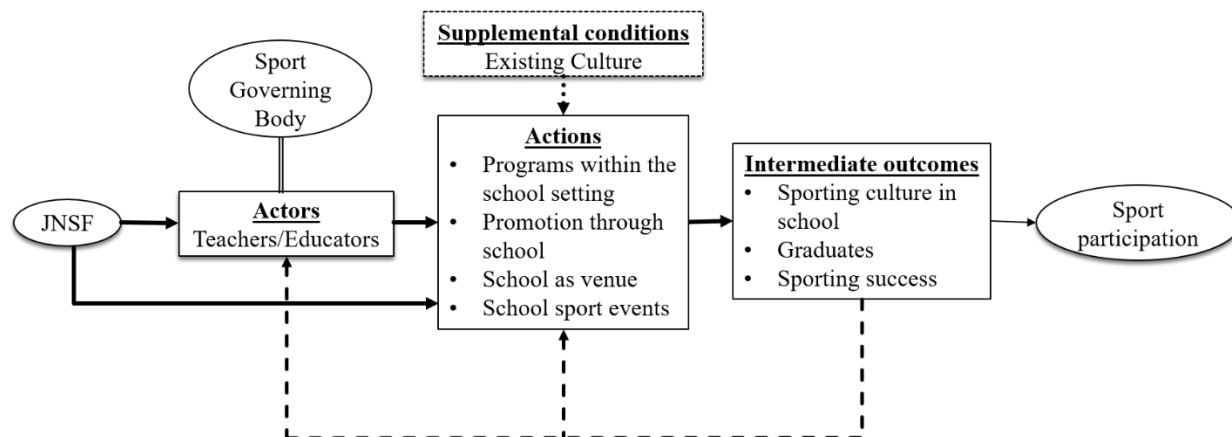 Supplemental conditions
Existing Culture
Sport
Governing
Body
JNSF
Actors
Teachers/Educators
Actions
• Programs within the
school setting
• Promotion through
school
• School as venue
• School sport events
Intermediate outcomes
• Sporting culture in
school
• Graduates
• Sporting success
Sport
participation